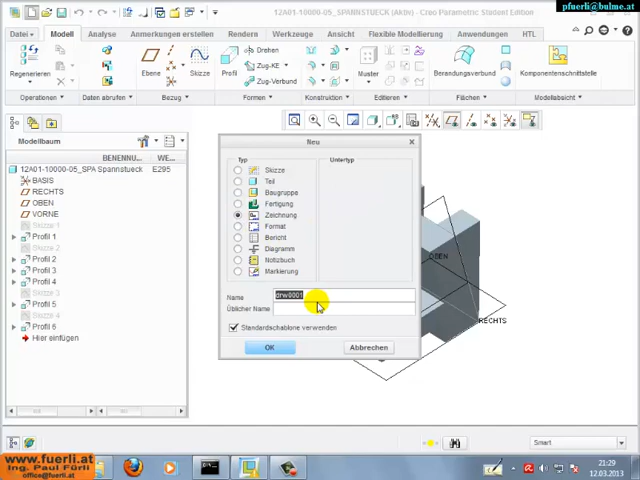 pfuerli@bulme.at
12A01-10000-05_SPANNSTUECK (Aktiv) - Creo Parametric Student Edition
Datei
Modell
Analyse
Anmerkungen erstellen
Rendern
Werkzeuge
Ansicht
Flexible Modellierung
Anwendungen
HTL
Regenerieren
Ebene
Skizze
Profil
Drehen
Zug-KE
Zug-Verbund
Muster
Berandungsverbund
Komponentenschnittstelle
Operationen
Daten abrufen
Bezug
Formen
Konstruktion
Editieren
Flächen
Modellabsicht
Modellbaum
BENENNU...
WE...
12A01-10000-05_SPA
Spannstueck
E295
BASIS
RECHTS
OBEN
VORNE
Skizze 1
Skizze 2
Profil 1
Profil 2
Profil 3
Profil 4
Skizze 3
Profil 5
Skizze 4
Profil 6
Hier einfügen
Neu
Typ
Untertyp
Skizze
Teil
Baugruppe
Fertigung
Zeichnung
Format
Bericht
Diagramm
Notizbuch
Markierung
Name
drw0001
Üblicher Name
Standardschablone verwenden
OK
Abbrechen
OBEN
RECHTS
Smart
www.fuerli.at
Ing. Paul Fürli
office@fuerli.at
21:29
12.03.2013